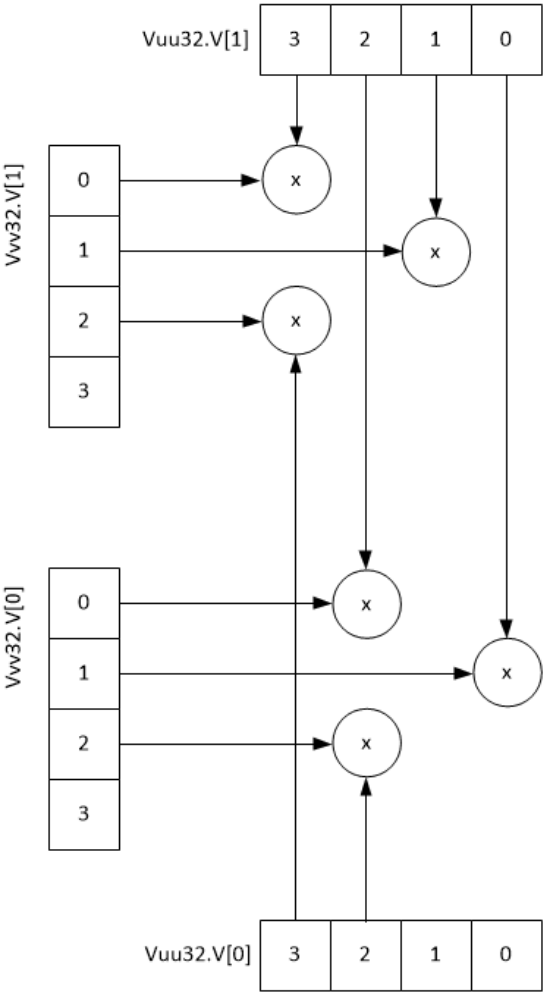 Vuu32.V[1] 3 2 1 0
Vvv32.V[1]
0 x
1 x
2 x
3
Vvv32.V[0]
0 x
1 x
2 x
3
Vuu32.V[0] 3 2 1 0